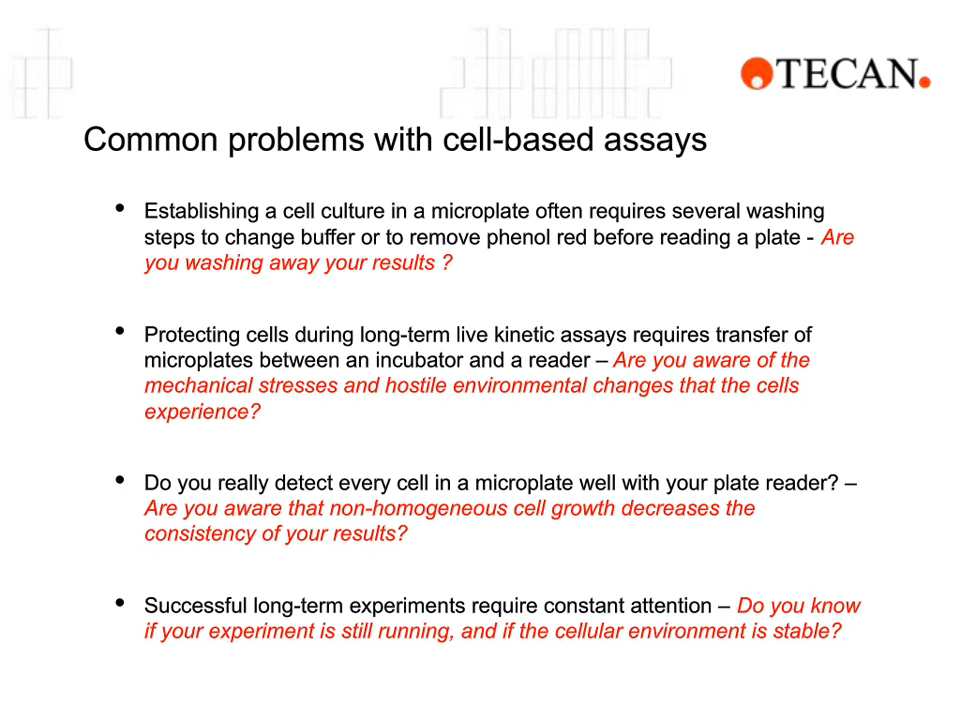 TECAN.
Common problems with cell-based assays
• Establishing a cell culture in a microplate often requires several washing
steps to change buffer or to remove phenol red before reading a plate - Are
you washing away your results ?
• Protecting cells during long-term live kinetic assays requires transfer of
microplates between an incubator and a reader – Are you aware of the
mechanical stresses and hostile environmental changes that the cells
experience?
• Do you really detect every cell in a microplate well with your plate reader? –
Are you aware that non-homogeneous cell growth decreases the
consistency of your results?
• Successful long-term experiments require constant attention – Do you know
if your experiment is still running, and if the cellular environment is stable?